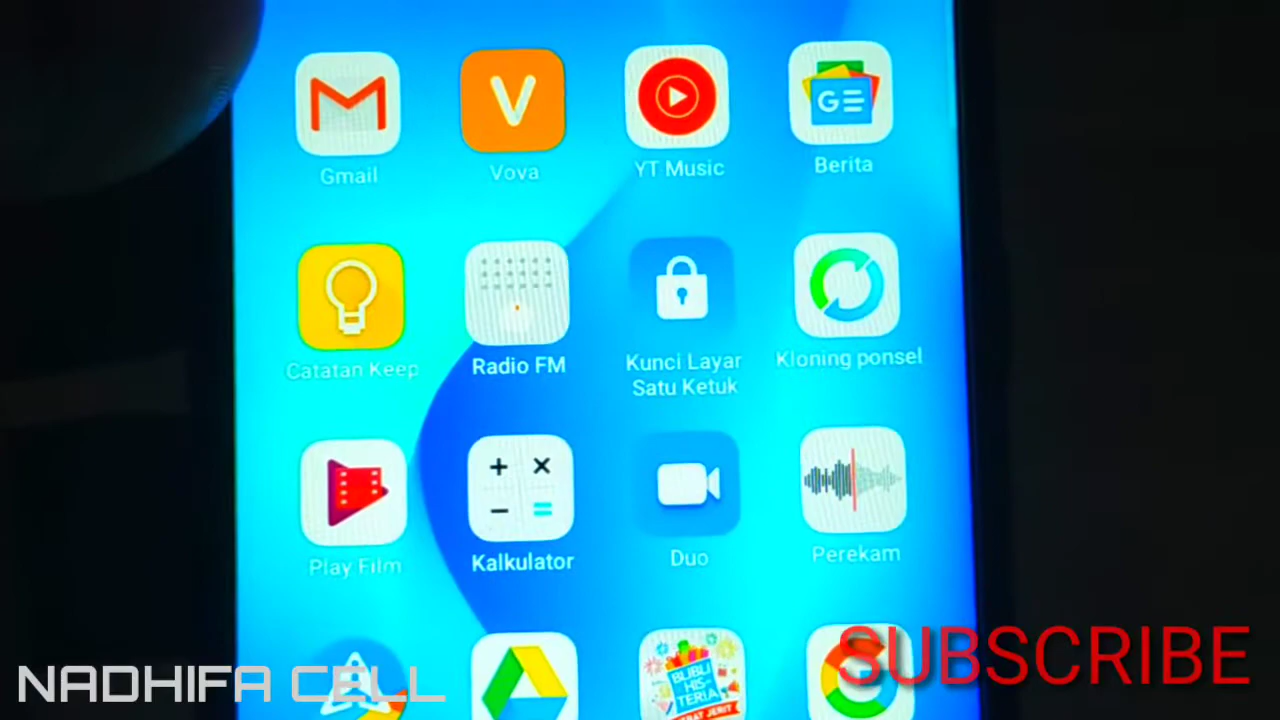 Gmail
Vova
YT Music
Berita
Catatan Keep
Radio FM
Kunci Layar
Satu Ketuk
Kloning ponsel
Play Film
Kalkulator
Duo
Perekam
BLIBLI
HIS-
TERIA
SUBSCRIBE
NADHIFA CELL